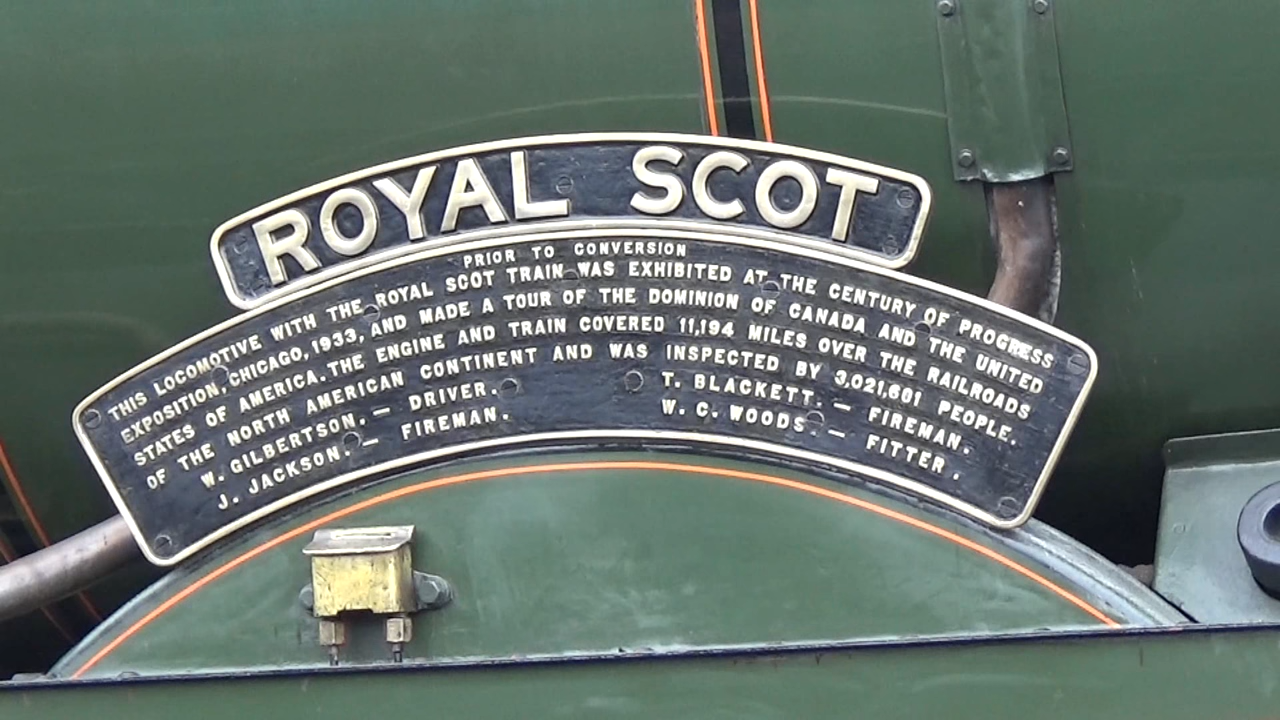 ROYAL SCOT
PRIOR TO CONVERSION
THIS LOCOMOTIVE WITH THE ROYAL SCOT TRAIN WAS EXHIBITED AT THE CENTURY OF PROGRESS
EXPOSITION, CHICAGO, 1933, AND MADE A TOUR OF THE DOMINION OF CANADA AND THE UNITED
STATES OF AMERICA. THE ENGINE AND TRAIN COVERED 11,194 MILES OVER THE RAILROADS
OF THE NORTH AMERICAN CONTINENT AND WAS INSPECTED BY 3,021,601 PEOPLE.
W. GILBERTSON. — DRIVER. T. BLACKETT. — FIREMAN.
J. JACKSON. — FIREMAN. W. C. WOODS. — FITTER.